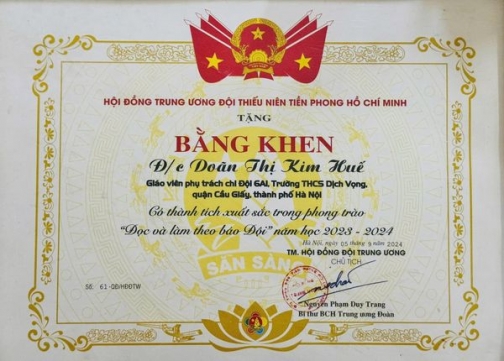 HỘI ĐỒNG TRUNG ƯƠNG ĐỘI THIẾU NIÊN TIỀN PHONG HỒ CHÍ MINH
TẶNG
BẰNG KHEN
Đ/c Doãn Thị Kim Huế
Giáo viên phụ trách chi Đội 6A1, Trường THCS Dịch Vọng,
quận Cầu Giấy, thành phố Hà Nội
Có thành tích xuất sắc trong phong trào
"Đọc và làm theo báo Đội" năm học 2023 - 2024
Hà Nội, ngày 05 tháng 9 năm 2024
TM. HỘI ĐỒNG ĐỘI TRUNG ƯƠNG
CHỦ TỊCH
SẴN SÀNG
Số: 61-QĐ/HĐĐTW
Nguyễn Phạm Duy Trang
Bí thư BCH Trung ương Đoàn